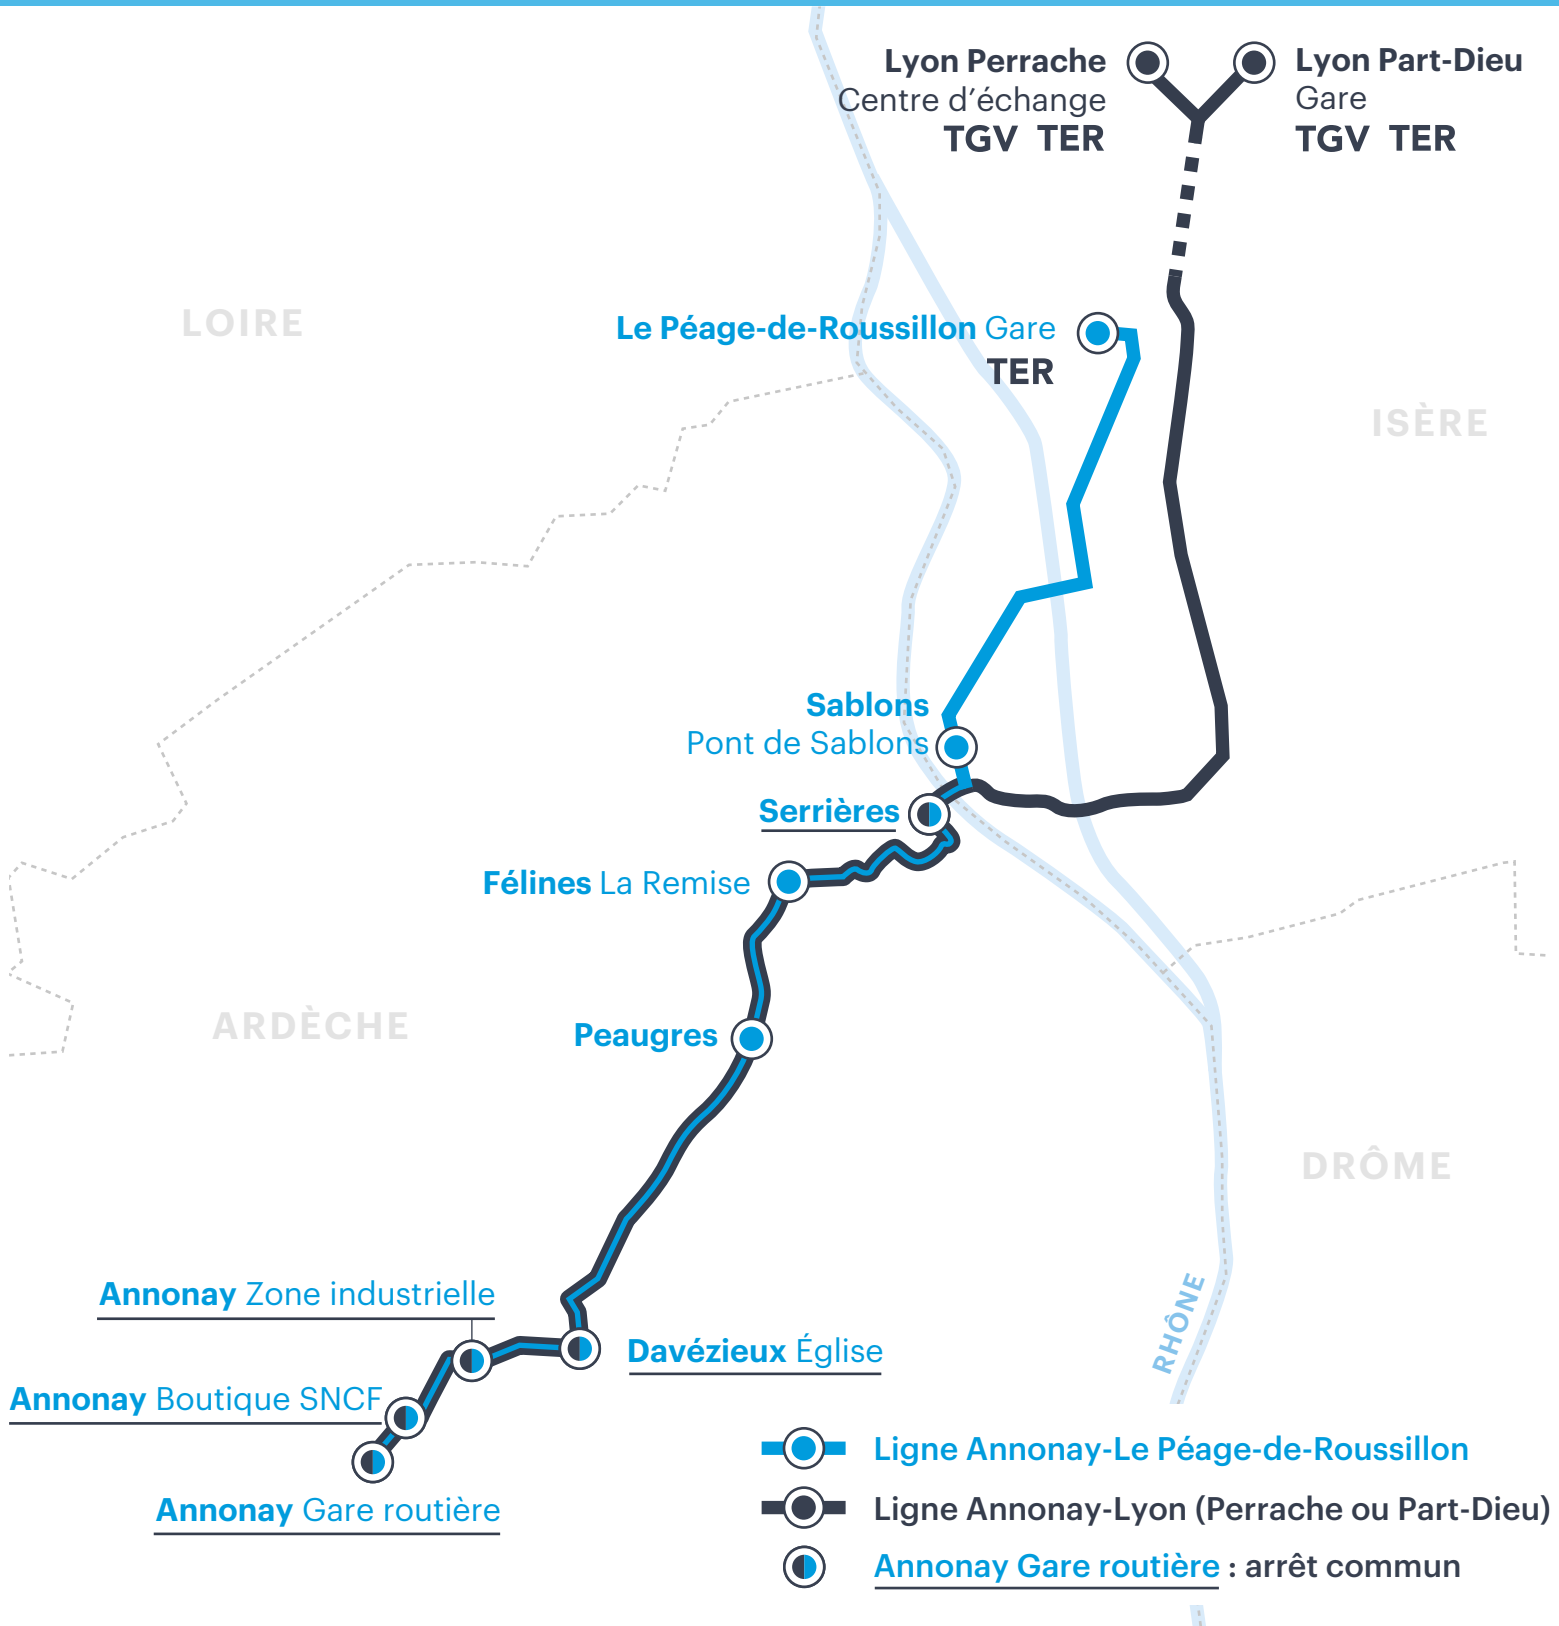 Lyon Perrache
Centre d'échange
TGV TER
Lyon Part-Dieu
Gare
TGV TER
LOIRE
Le Péage-de-Roussillon Gare
TER
ISÈRE
Sablons
Pont de Sablons
Serrières
Félines La Remise
ARDÈCHE
Peaugres
DRÔME
RHÔNE
Annonay Zone industrielle
Davézieux Église
Annonay Boutique SNCF
Annonay Gare routière
Ligne Annonay-Le Péage-de-Roussillon
Ligne Annonay-Lyon (Perrache ou Part-Dieu)
Annonay Gare routière : arrêt commun